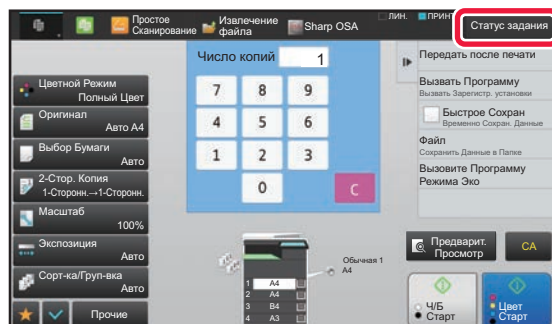 Простое
Сканирование
Извлечение
файла
Sharp OSA
ЛИН.
ПРИНТ
Статус задания
Число копий
1
7 8 9
4 5 6
1 2 3
0 C
Цветной Режим
Полный Цвет
Оригинал
Авто A4
Выбор Бумаги
Авто
2-Стор. Копия
1-Сторонн.→1-Сторонн.
Масштаб
100%
Экспозиция
Авто
Сорт-ка/Груп-вка
Авто
Прочие
Обычная 1
A4
1 A4
2 A4
3 B4
4 A3
Передать после печати
Вызвать Программу
Вызвать Зарегистр. установки
Быстрое Сохран
Временно Сохран. Данные
Файл
Сохранить Данные в Папке
Вызовите Программу
Режима Эко
Предварит.
Просмотр
CA
Ч/Б
Старт
Цвет
Старт